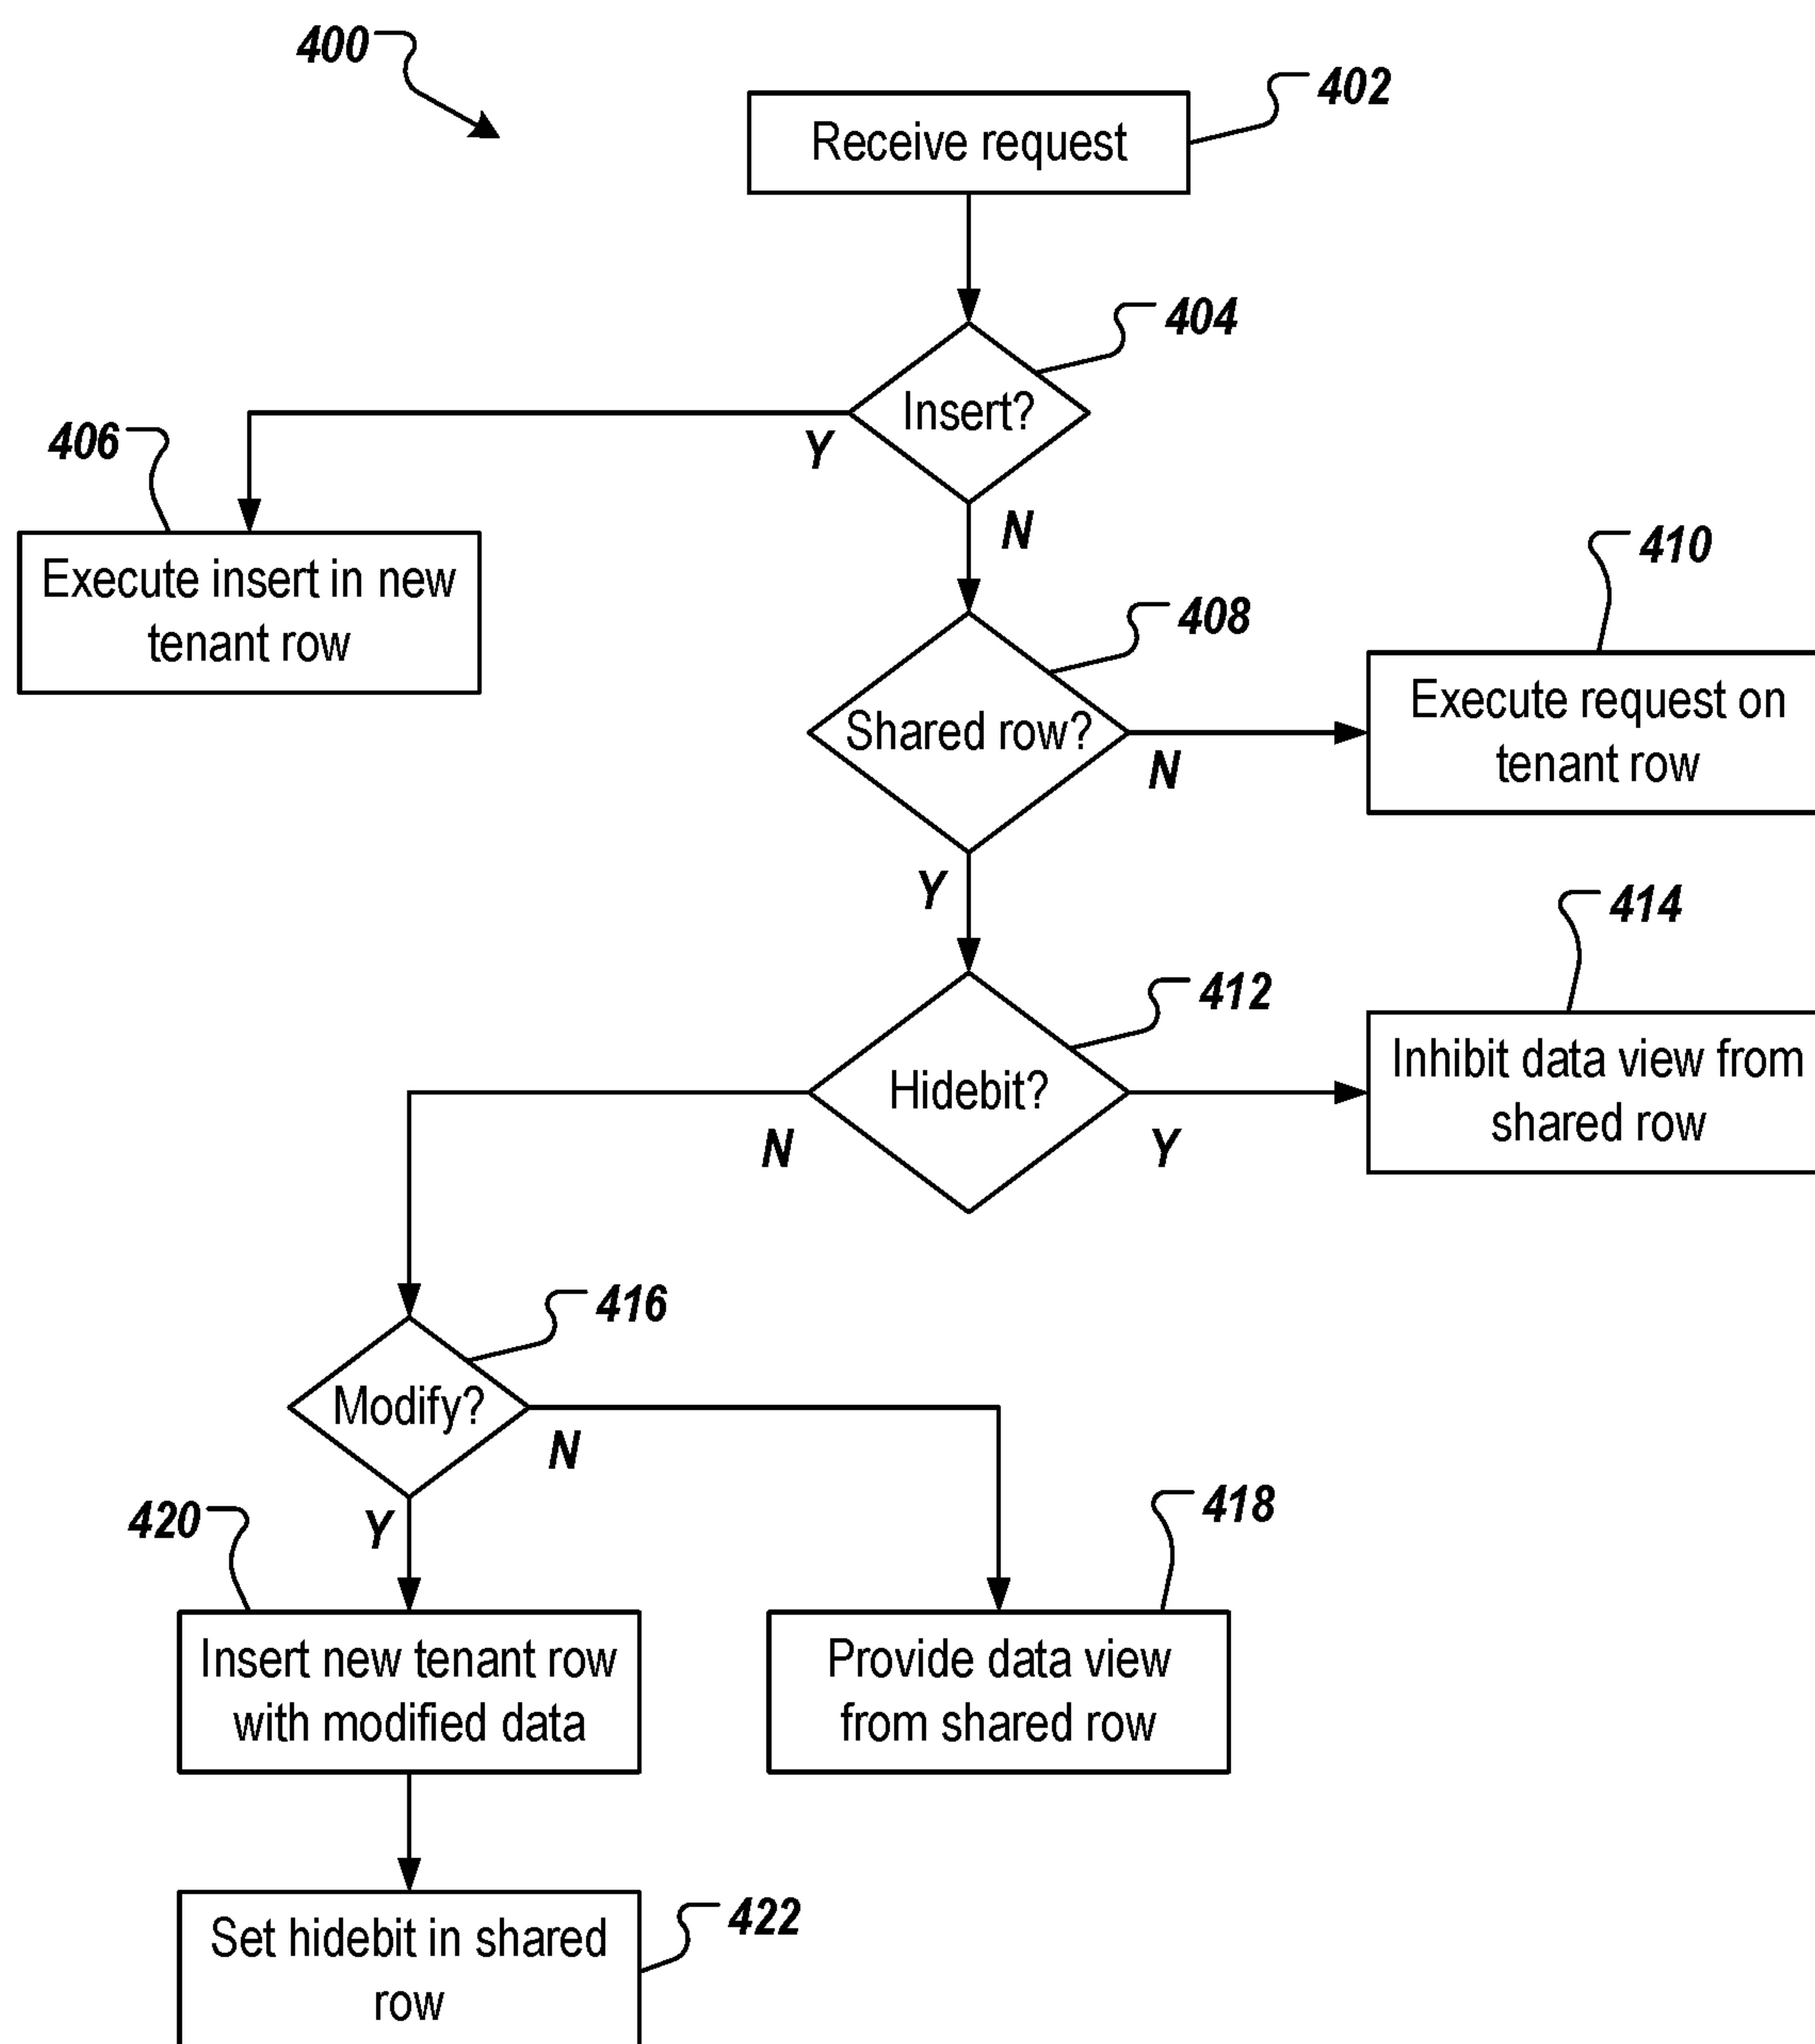 400
402
Receive request
404
Insert?
Y
406
N
Execute insert in new
tenant row
408
410
Shared row?
N
Execute request on
tenant row
Y
414
412
Hidebit?
N
Y
Inhibit data view from
shared row
416
Modify?
N
420
Y
418
Insert new tenant row
with modified data
Provide data view
from shared row
422
Set hidebit in shared
row